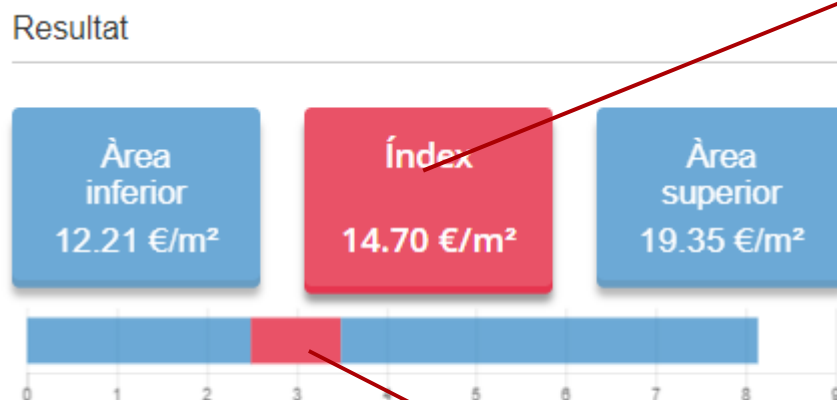 Resultat
Àrea
inferior
12.21 €/m²
Índex
14.70 €/m²
Àrea
superior
19.35 €/m²
0 1 2 3 4 5 6 7 8 9